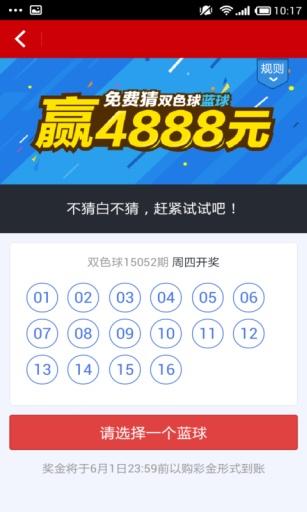 10:17
规则
免费猜双色球蓝球
赢4888元
不猜白不猜，赶紧试试吧！
双色球15052期 周四开奖
01 02 03 04 05 06
07 08 09 10 11 12
13 14 15 16
请选择一个蓝球
奖金将于6月1日23:59前以购彩金形式到账